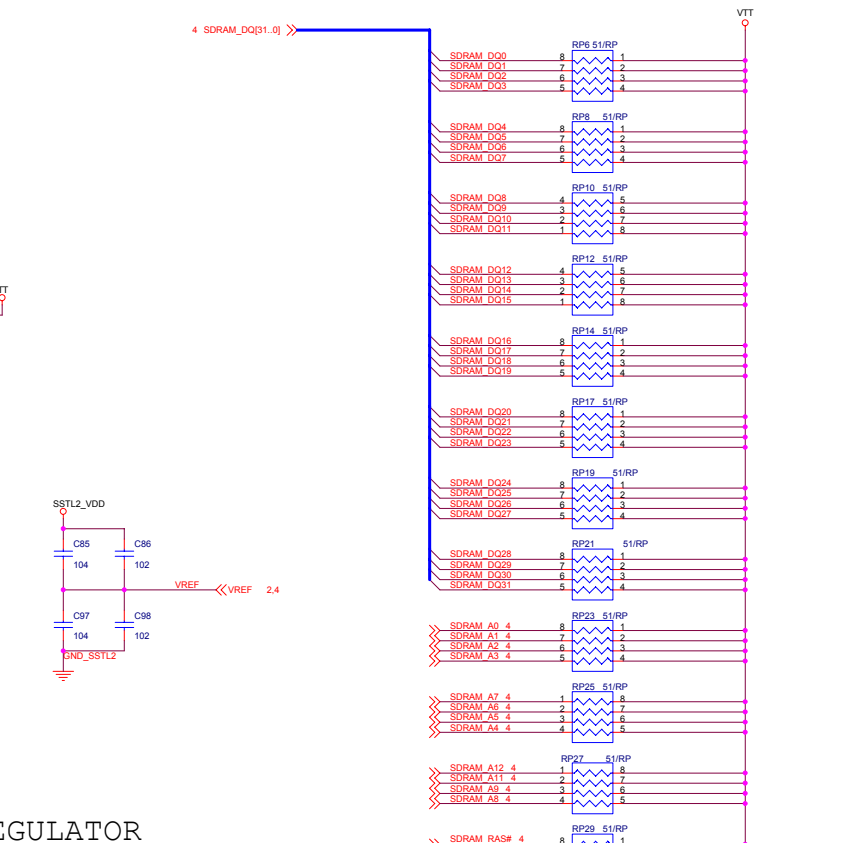 VTT
4 SDRAM_DQ[31..0]
RP6 51/RP
SDRAM_DQ0 8 1
SDRAM_DQ1 7 2
SDRAM_DQ2 6 3
SDRAM_DQ3 5 4
RP8 51/RP
SDRAM_DQ4 8 1
SDRAM_DQ5 7 2
SDRAM_DQ6 6 3
SDRAM_DQ7 5 4
RP10 51/RP
SDRAM_DQ8 4 5
SDRAM_DQ9 3 6
SDRAM_DQ10 2 7
SDRAM_DQ11 1 8
RP12 51/RP
SDRAM_DQ12 4 5
SDRAM_DQ13 3 6
SDRAM_DQ14 2 7
SDRAM_DQ15 1 8
RP14 51/RP
SDRAM_DQ16 8 1
SDRAM_DQ17 7 2
SDRAM_DQ18 6 3
SDRAM_DQ19 5 4
RP17 51/RP
SDRAM_DQ20 8 1
SDRAM_DQ21 7 2
SDRAM_DQ22 6 3
SDRAM_DQ23 5 4
RP19 51/RP
SDRAM_DQ24 8 1
SDRAM_DQ25 7 2
SDRAM_DQ26 6 3
SDRAM_DQ27 5 4
RP21 51/RP
SDRAM_DQ28 8 1
SDRAM_DQ29 7 2
SDRAM_DQ30 6 3
SDRAM_DQ31 5 4
RP23 51/RP
SDRAM_A0 4 8 1
SDRAM_A1 4 7 2
SDRAM_A2 4 6 3
SDRAM_A3 4 5 4
RP25 51/RP
SDRAM_A7 4 1 8
SDRAM_A6 4 2 7
SDRAM_A5 4 3 6
SDRAM_A4 4 4 5
RP27 51/RP
SDRAM_A12 4 1 8
SDRAM_A11 4 2 7
SDRAM_A9 4 3 6
SDRAM_A8 4 4 5
RP29 51/RP
SDRAM_RAS# 4 8 1
SSTL2_VDD
C85 C86
104 102
VREF VREF 2,4
C97 C98
104 102
GND_SSTL2
EGULATOR